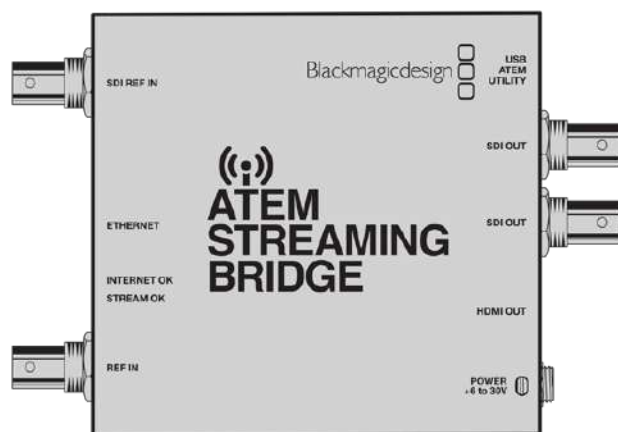 SDI REF IN
Blackmagicdesign
USB
ATEM
UTILITY
SDI OUT
SDI OUT
ATEM
STREAMING
BRIDGE
ETHERNET
INTERNET OK
STREAM OK
HDMI OUT
REF IN
POWER
+6 to 30V